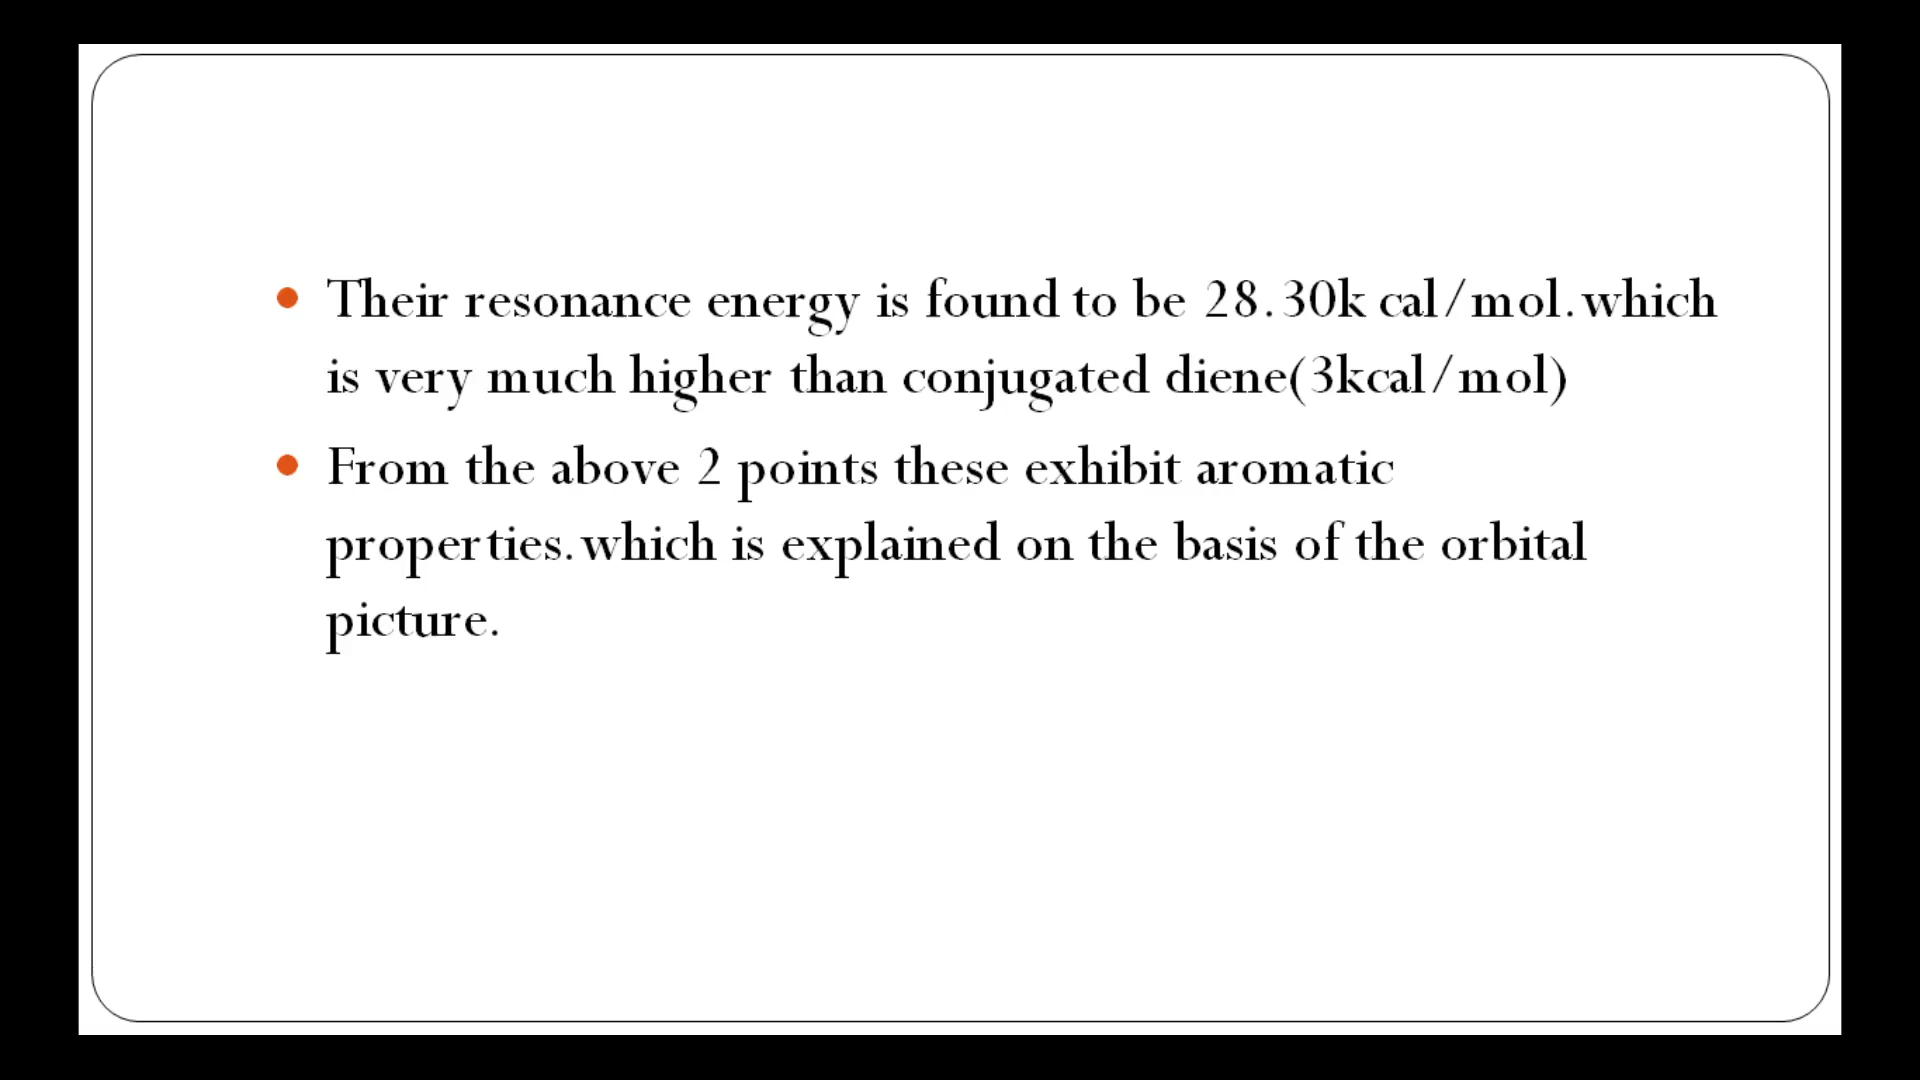 • Their resonance energy is found to be 28.30k cal/mol.which
is very much higher than conjugated diene(3kcal/mol)
• From the above 2 points these exhibit aromatic
properties.which is explained on the basis of the orbital
picture.